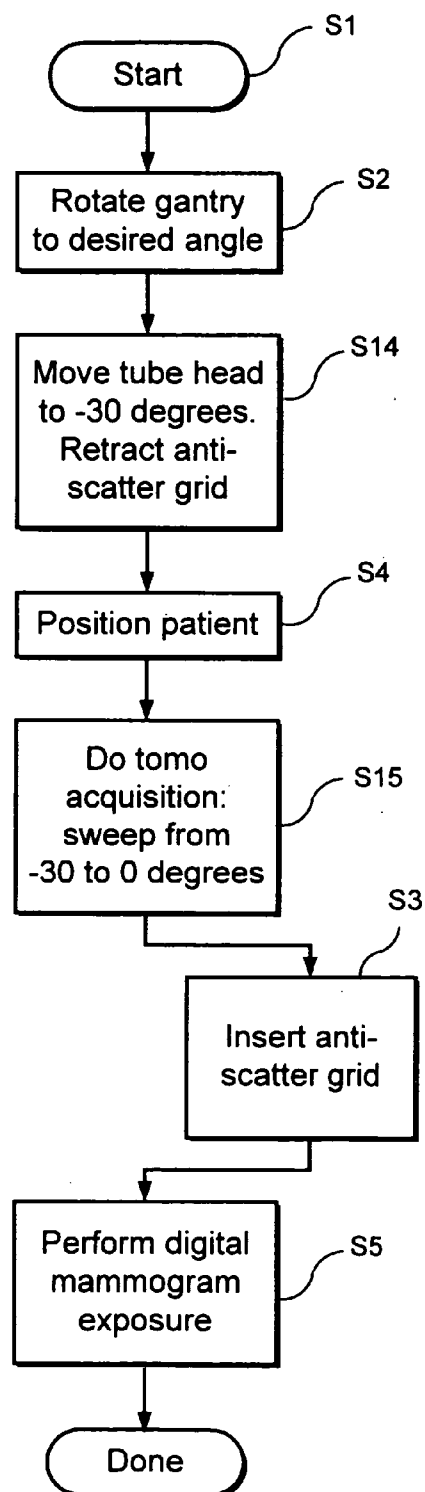 S1
Start
S2
Rotate gantry
to desired angle
S14
Move tube head
to -30 degrees.
Retract anti-
scatter grid
S4
Position patient
Do tomo
acquisition:
sweep from
-30 to 0 degrees
S15
S3
Insert anti-
scatter grid
Perform digital
mammogram
exposure
S5
Done